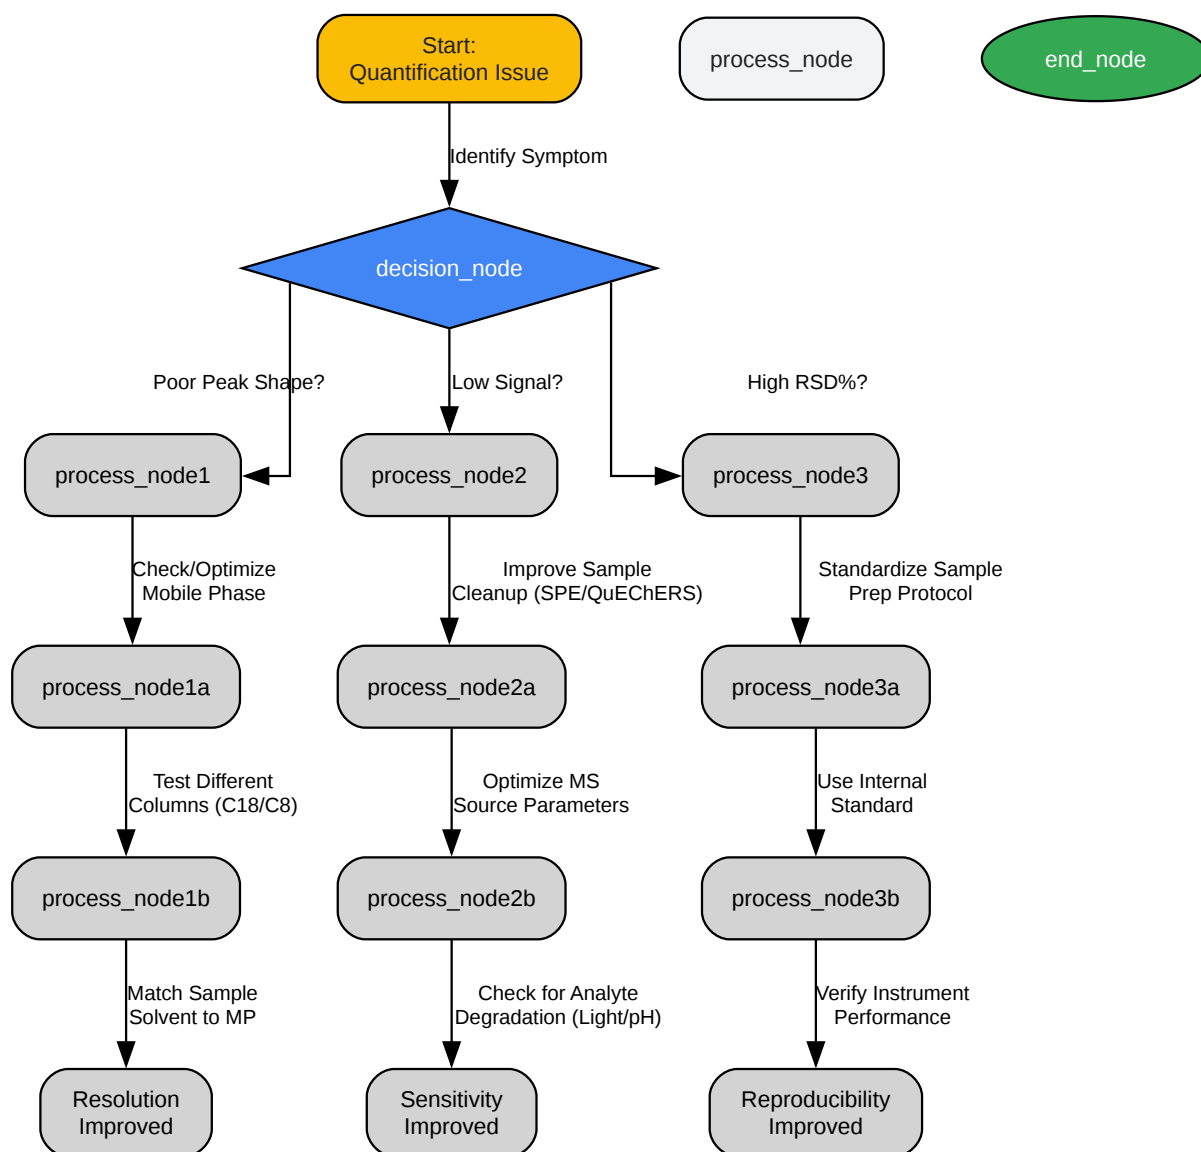 Start:
Quantification Issue
process_node
end_node
Identify Symptom
decision_node
Poor Peak Shape?
Low Signal?
High RSD%?
process_node1
process_node2
process_node3
Check/Optimize
Mobile Phase
Improve Sample
Cleanup (SPE/QuEChERS)
Standardize Sample
Prep Protocol
process_node1a
process_node2a
process_node3a
Test Different
Columns (C18/C8)
Optimize MS
Source Parameters
Use Internal
Standard
process_node1b
process_node2b
process_node3b
Match Sample
Solvent to MP
Check for Analyte
Degradation (Light/pH)
Verify Instrument
Performance
Resolution
Improved
Sensitivity
Improved
Reproducibility
Improved